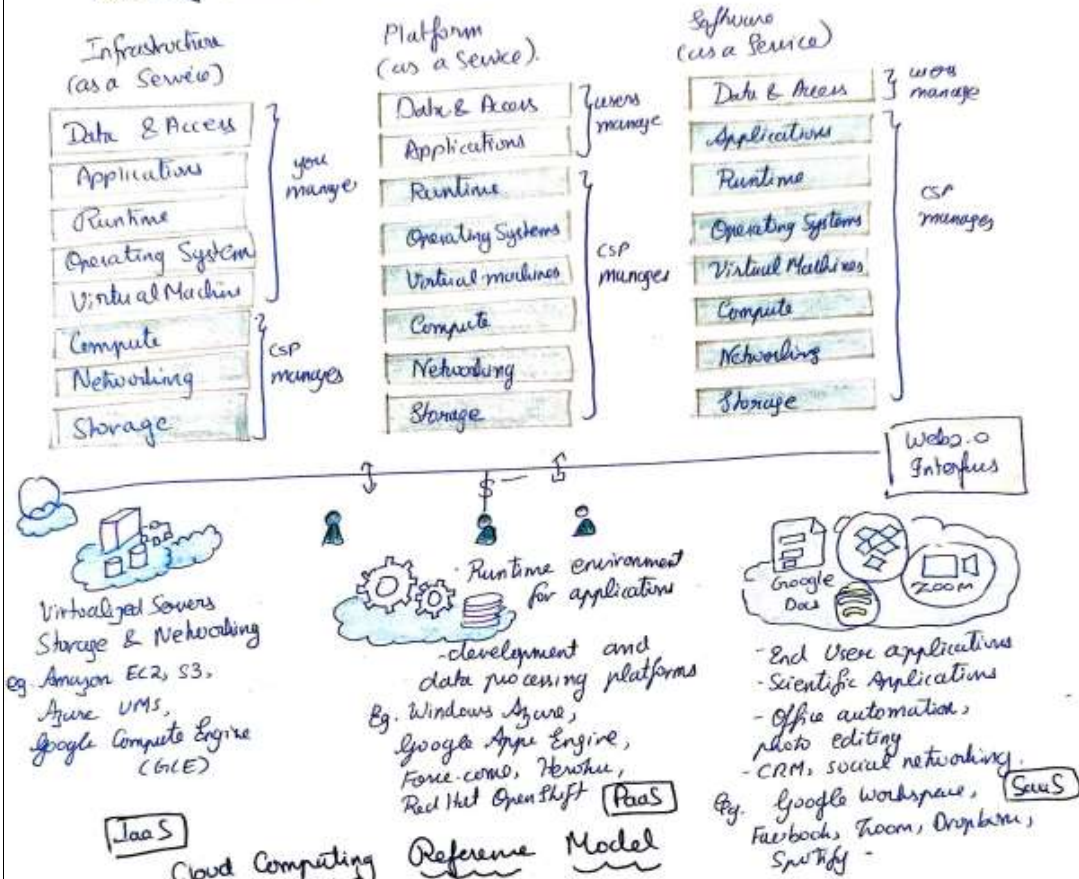 Infrastructure
(as a Service)
Data & Access
Applications
Runtime
Operating System
Virtual Machine
Compute
Networking
Storage
you
manage
CSP
manages
Platform
(as a Service).
Data & Access
Applications
Runtime
Operating Systems
Virtual machines
Compute
Networking
Storage
users
manage
CSP
manages
Software
(as a Service)
Data & Access
Applications
Runtime
Operating Systems
Virtual Machines
Compute
Networking
Storage
users
manage
CSP
manages
Web2.0
Interfaces
$
Virtualized Servers
Storage & Networking
eg. Amazon EC2, S3,
Azure VMS,
Google Compute Engine
(GCE)
IaaS
· Runtime environment
for applications
- development and
data processing platforms
Eg. Windows Azure,
Google Apps Engine,
Force.com, Heroku,
Red Hat OpenShift
PaaS
Google
Docs
ZOOM
- End User applications
- Scientific Applications
- Office automation,
photo editing
- CRM, social networking.
Eg. Google Workspace,
Facebook, Zoom, Dropbox,
Spotify -
SaaS
Cloud Computing Reference Model